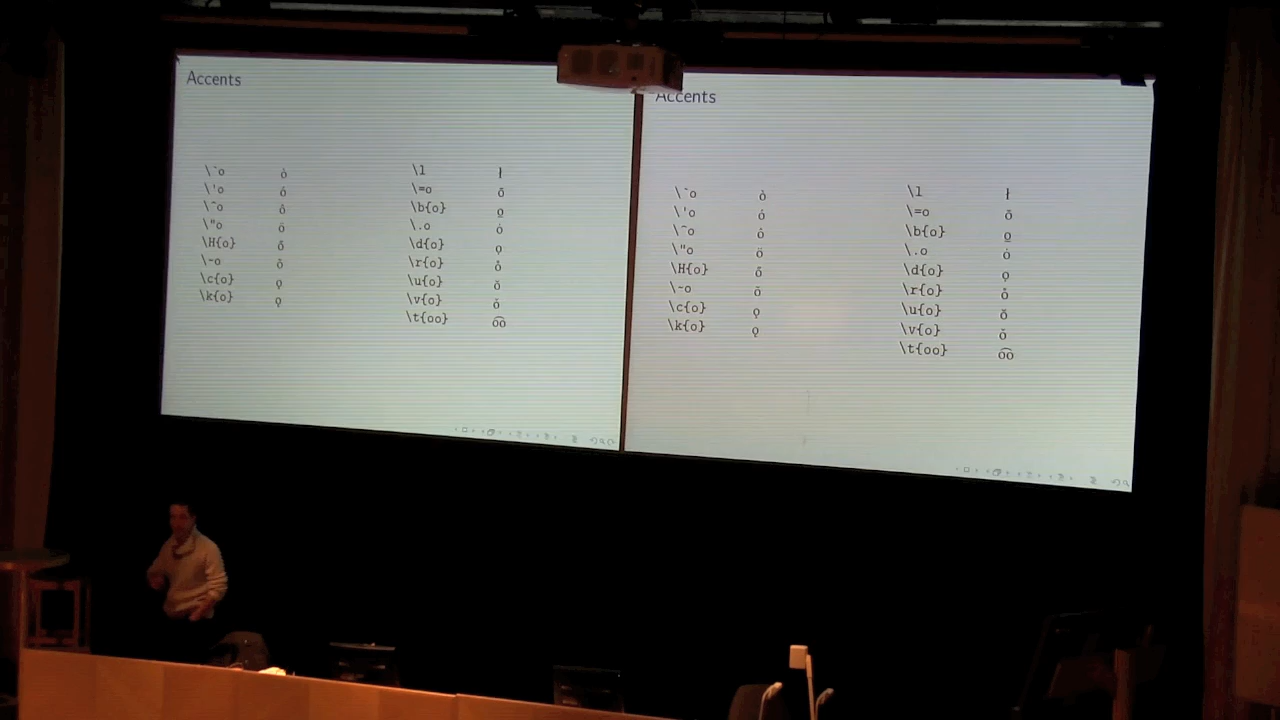 Accents
\`o ò
\'o ó
\^o ô
\"o ö
\H{o} ő
\~o õ
\c{o} o̧
\k{o} ǫ
\l ł
\=o ō
\b{o} o̲
\.o ȯ
\d{o} ọ
\r{o} o̊
\u{o} ŏ
\v{o} ǒ
\t{oo} o͡o
Accents
\`o ò
\'o ó
\^o ô
\"o ö
\H{o} ő
\~o õ
\c{o} o̧
\k{o} ǫ
\l ł
\=o ō
\b{o} o̲
\.o ȯ
\d{o} ọ
\r{o} o̊
\u{o} ŏ
\v{o} ǒ
\t{oo} o͡o